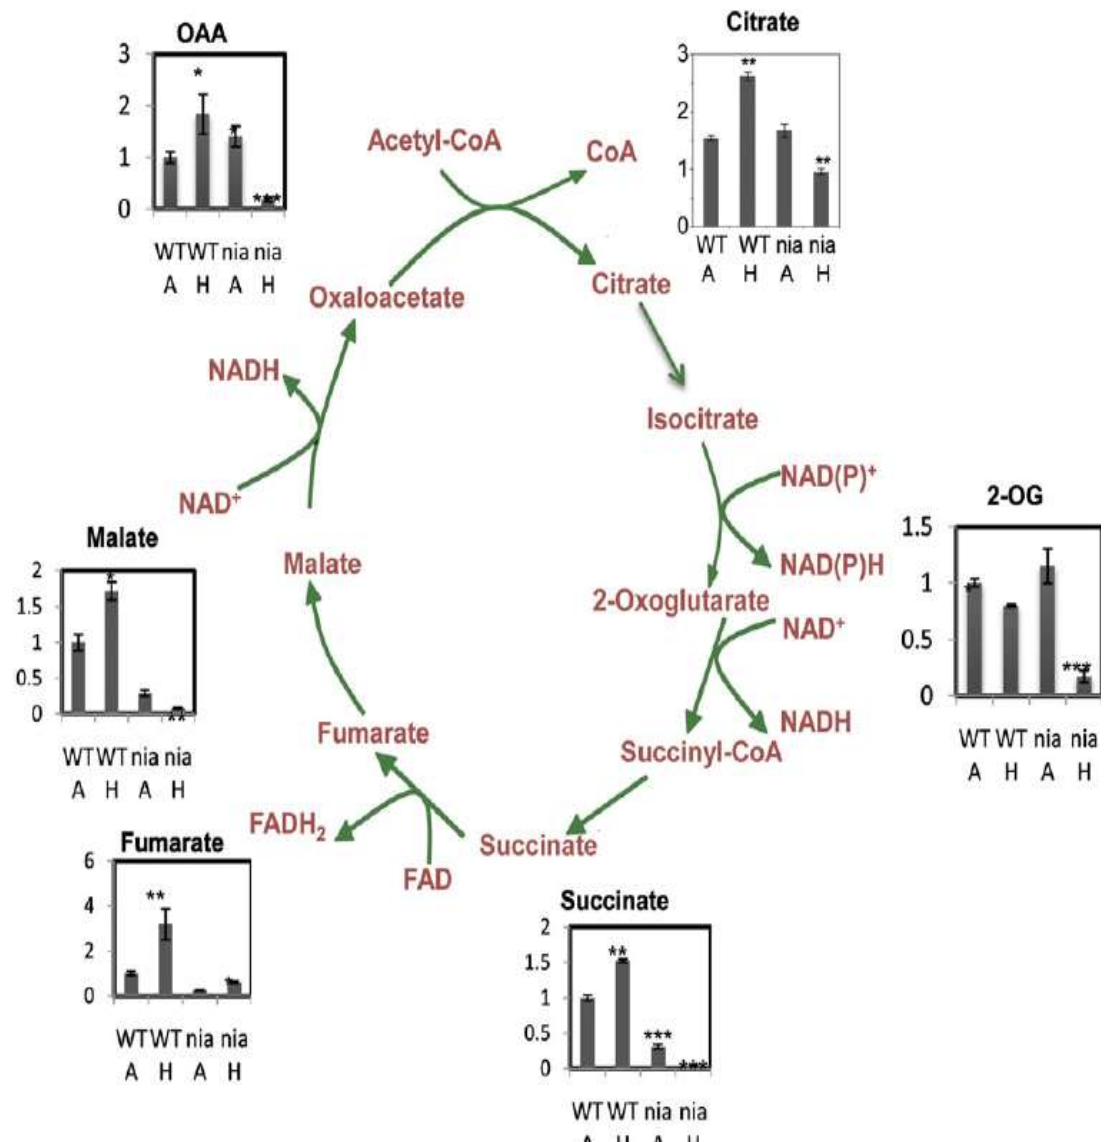 OAA
3
2
1
0
*
*
***
WT WT nia nia
A H A H
Citrate
3
2
1
0
**
**
WT WT nia nia
A H A H
Acetyl-CoA
CoA
Oxaloacetate
Citrate
NADH
NAD⁺
Isocitrate
NAD(P)⁺
NAD(P)H
2-OG
1.5
1
0.5
0
*
***
WT WT nia nia
A H A H
Malate
2
1.5
1
0.5
0
*
**
WT WT nia nia
A H A H
Malate
2-Oxoglutarate
NAD⁺
NADH
Fumarate
Succinyl-CoA
FADH₂
FAD
Succinate
Fumarate
6
4
2
0
**
*
WT WT nia nia
A H A H
Succinate
2
1.5
1
0.5
0
**
***
***
WT WT nia nia
A H A H